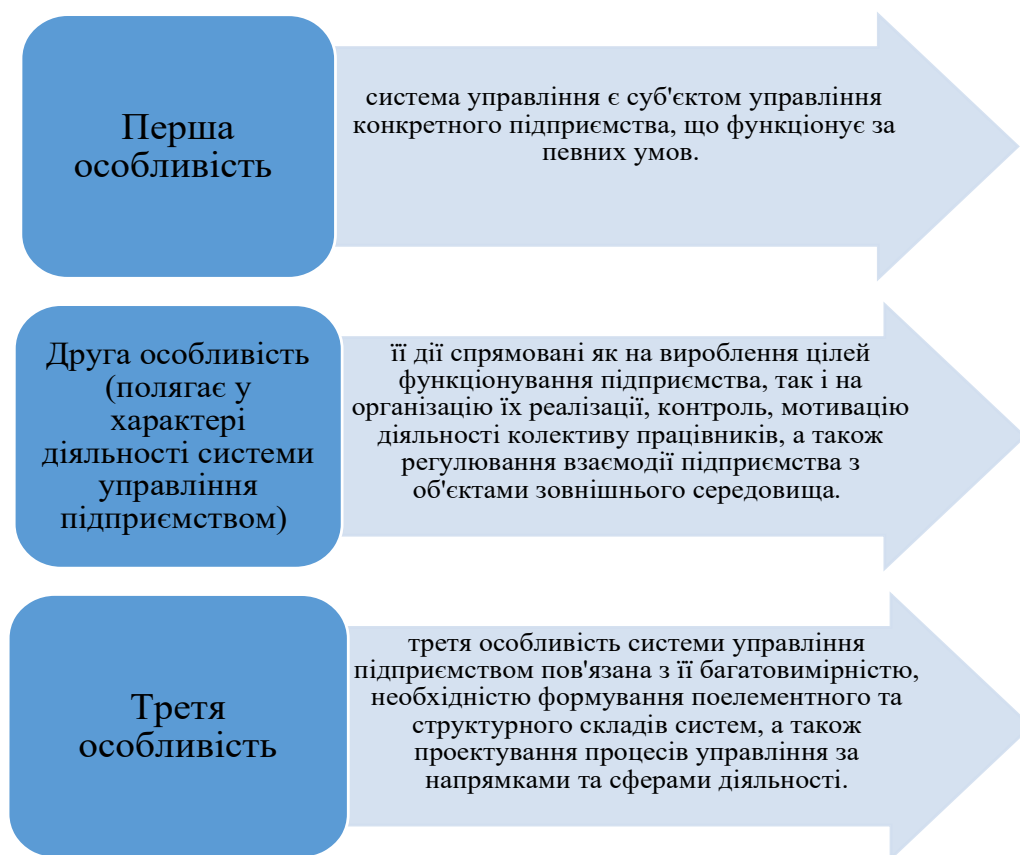 Перша
особливість
система управління є суб'єктом управління
конкретного підприємства, що функціонує за
певних умов.
Друга особливість
(полягає у
характері
діяльності системи
управління
підприємством)
її дії спрямовані як на вироблення цілей
функціонування підприємства, так і на
організацію їх реалізації, контроль, мотивацію
діяльності колективу працівників, а також
регулювання взаємодії підприємства з
об'єктами зовнішнього середовища.
Третя
особливість
третя особливість системи управління
підприємством пов'язана з її багатовимірністю,
необхідністю формування поелементного та
структурного складів систем, а також
проектування процесів управління за
напрямками та сферами діяльності.